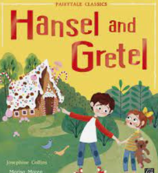 FAIRYTALE CLASSICS
Hansel and
Gretel
Josephine Collins